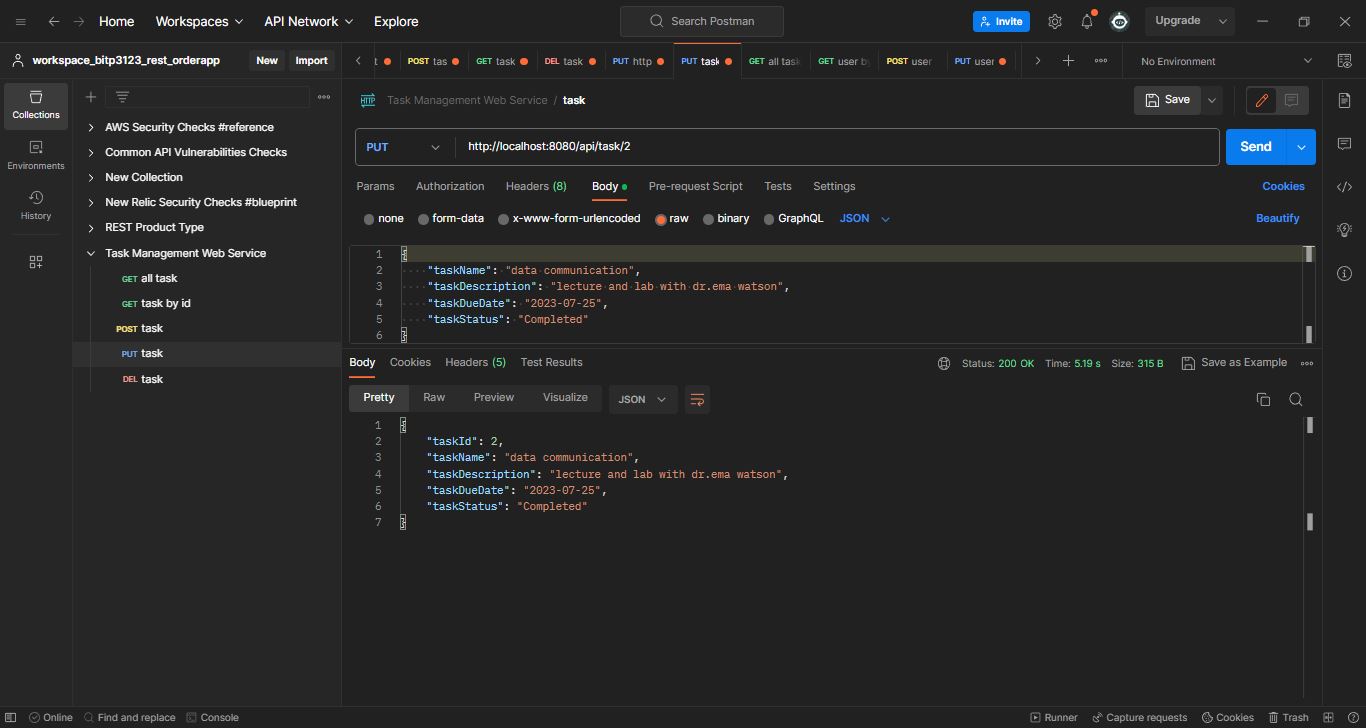 Home Workspaces API Network Explore Search Postman Invite Upgrade
workspace_bitp3123_rest_orderapp New Import
t POST tas GET task DEL task PUT http PUT task GET all task GET user by POST user PUT user No Environment
Collections
Environments
History
AWS Security Checks #reference
Common API Vulnerabilities Checks
New Collection
New Relic Security Checks #blueprint
REST Product Type
Task Management Web Service
GET all task
GET task by id
POST task
PUT task
DEL task
HTTP Task Management Web Service / task Save
PUT http://localhost:8080/api/task/2 Send
Params Authorization Headers (8) Body Pre-request Script Tests Settings Cookies
none form-data x-www-form-urlencoded raw binary GraphQL JSON Beautify
1 {
2 "taskName": "data communication",
3 "taskDescription": "lecture and lab with dr.ema watson",
4 "taskDueDate": "2023-07-25",
5 "taskStatus": "Completed"
6 }
Body Cookies Headers (5) Test Results Status: 200 OK Time: 5.19 s Size: 315 B Save as Example
Pretty Raw Preview Visualize JSON
1 {
2 "taskId": 2,
3 "taskName": "data communication",
4 "taskDescription": "lecture and lab with dr.ema watson",
5 "taskDueDate": "2023-07-25",
6 "taskStatus": "Completed"
7 }
Online Find and replace Console Runner Capture requests Cookies Trash